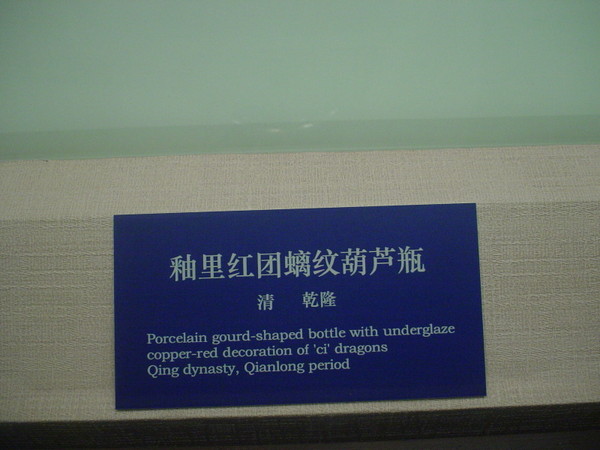 釉里红团螭纹葫芦瓶
清 乾隆
Porcelain gourd-shaped bottle with underglaze
copper-red decoration of 'ci' dragons
Qing dynasty, Qianlong period